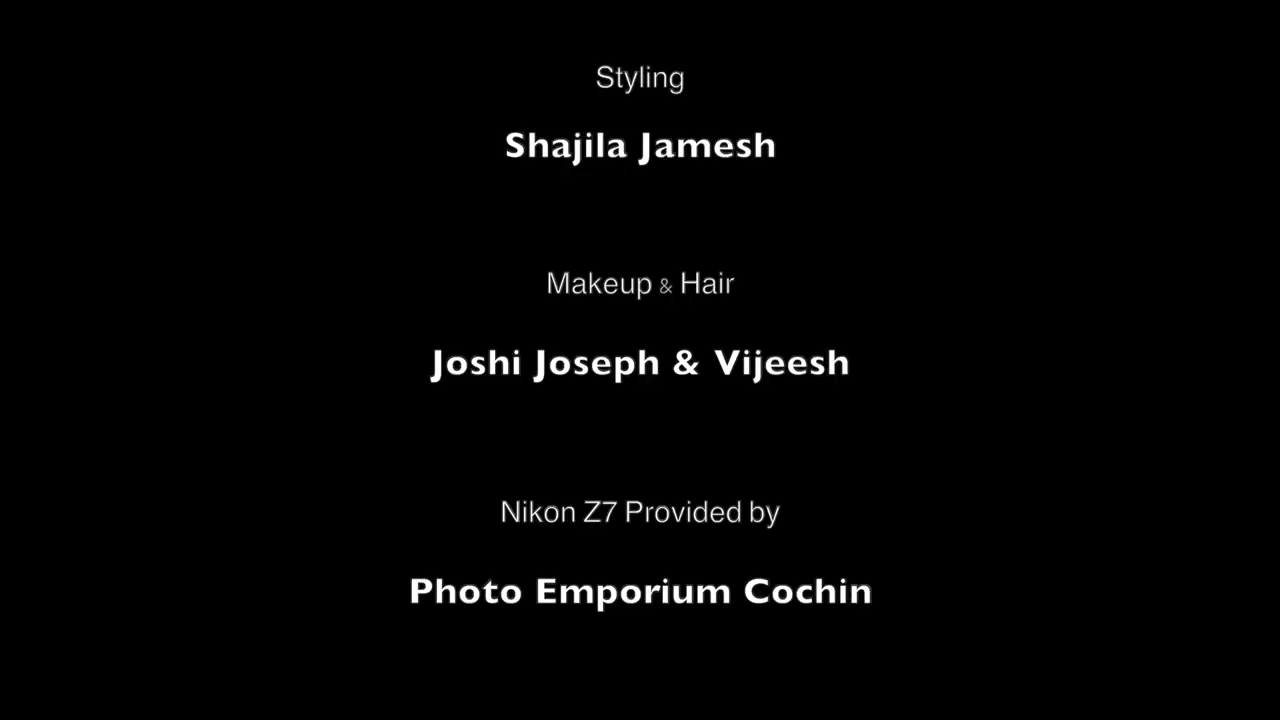 Styling
Shajila Jamesh
Makeup & Hair
Joshi Joseph & Vijeesh
Nikon Z7 Provided by
Photo Emporium Cochin